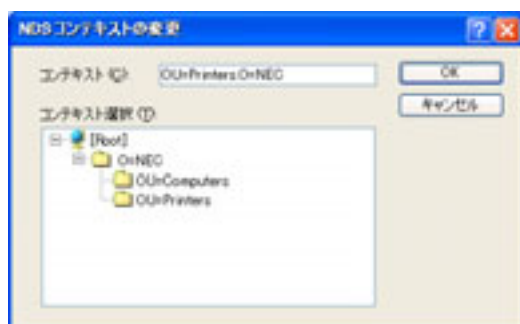 NDS コンテキストの変更
コンテキスト (C): OU=Printers.O=NEC OK
コンテキスト選択 (T): キャンセル
[Root]
O=NEC
OU=Computers
OU=Printers